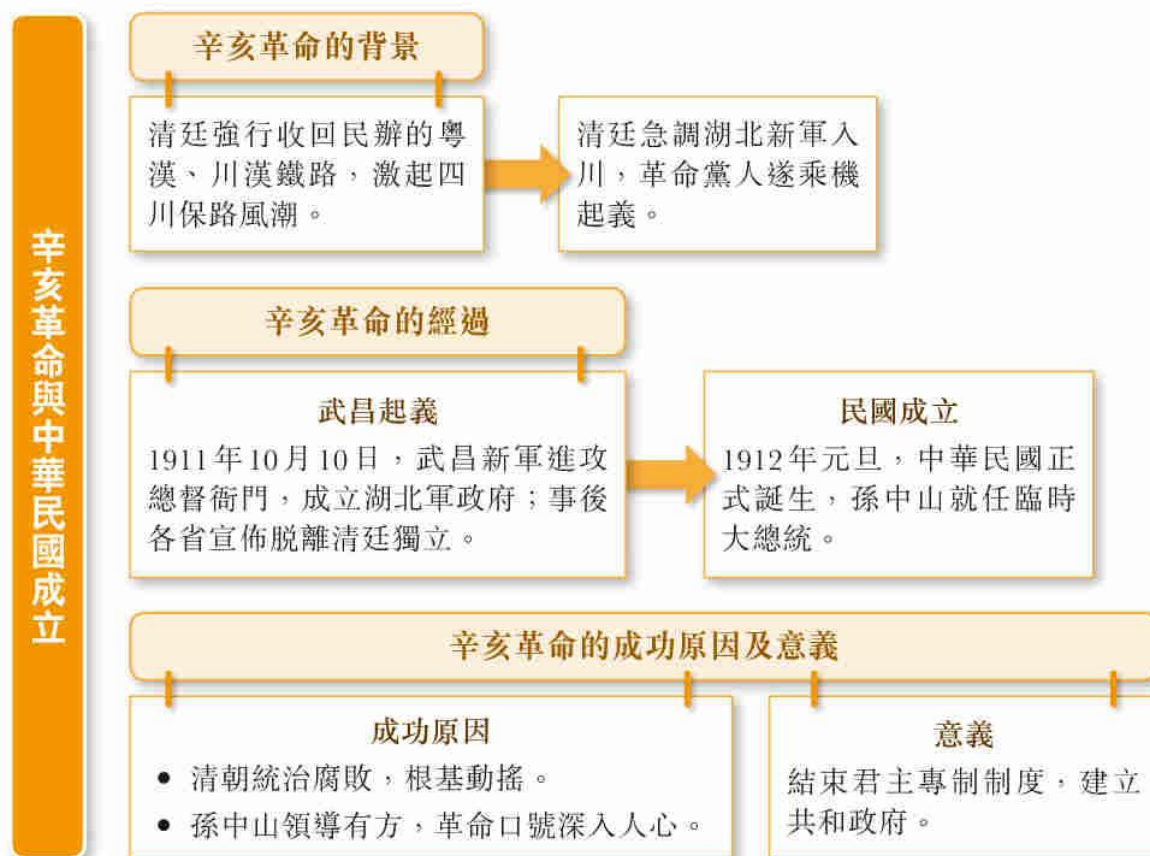 辛亥革命與中華民國成立
辛亥革命的背景
清廷強行收回民辦的粵
漢、川漢鐵路，激起四
川保路風潮。
清廷急調湖北新軍入
川，革命黨人遂乘機
起義。
辛亥革命的經過
武昌起義
1911年10月10日，武昌新軍進攻
總督衙門，成立湖北軍政府；事後
各省宣佈脫離清廷獨立。
民國成立
1912年元旦，中華民國正
式誕生，孫中山就任臨時
大總統。
辛亥革命的成功原因及意義
成功原因
• 清朝統治腐敗，根基動搖。
• 孫中山領導有方，革命口號深入人心。
意義
結束君主專制制度，建立
共和政府。